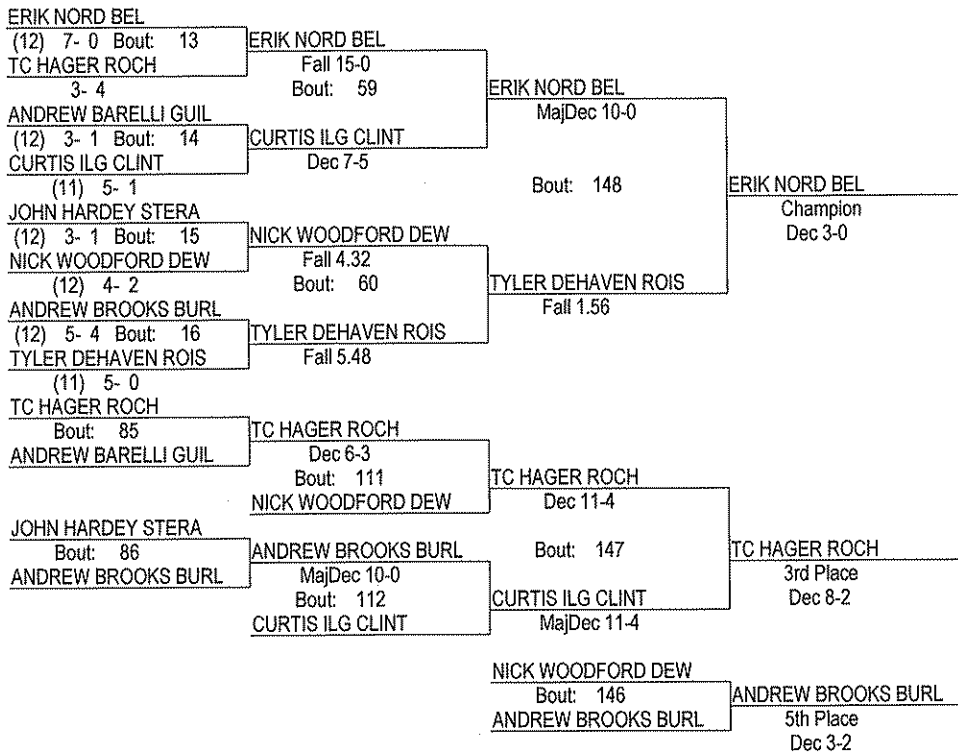 ERIK NORD BEL
(12) 7- 0 Bout: 13
TC HAGER ROCH
3- 4
ANDREW BARELLI GUIL
(12) 3- 1 Bout: 14
CURTIS ILG CLINT
(11) 5- 1
JOHN HARDEY STERA
(12) 3- 1 Bout: 15
NICK WOODFORD DEW
(12) 4- 2
ANDREW BROOKS BURL
(12) 5- 4 Bout: 16
TYLER DEHAVEN ROIS
(11) 5- 0
ERIK NORD BEL
Fall 15-0
Bout: 59
CURTIS ILG CLINT
Dec 7-5
NICK WOODFORD DEW
Fall 4.32
Bout: 60
TYLER DEHAVEN ROIS
Fall 5.48
ERIK NORD BEL
MajDec 10-0
Bout: 148
TYLER DEHAVEN ROIS
Fall 1.56
ERIK NORD BEL
Champion
Dec 3-0
TC HAGER ROCH
Bout: 85
ANDREW BARELLI GUIL
JOHN HARDEY STERA
Bout: 86
ANDREW BROOKS BURL
TC HAGER ROCH
Dec 6-3
Bout: 111
NICK WOODFORD DEW
ANDREW BROOKS BURL
MajDec 10-0
Bout: 112
CURTIS ILG CLINT
TC HAGER ROCH
Dec 11-4
Bout: 147
CURTIS ILG CLINT
MajDec 11-4
TC HAGER ROCH
3rd Place
Dec 8-2
NICK WOODFORD DEW
Bout: 146
ANDREW BROOKS BURL
ANDREW BROOKS BURL
5th Place
Dec 3-2